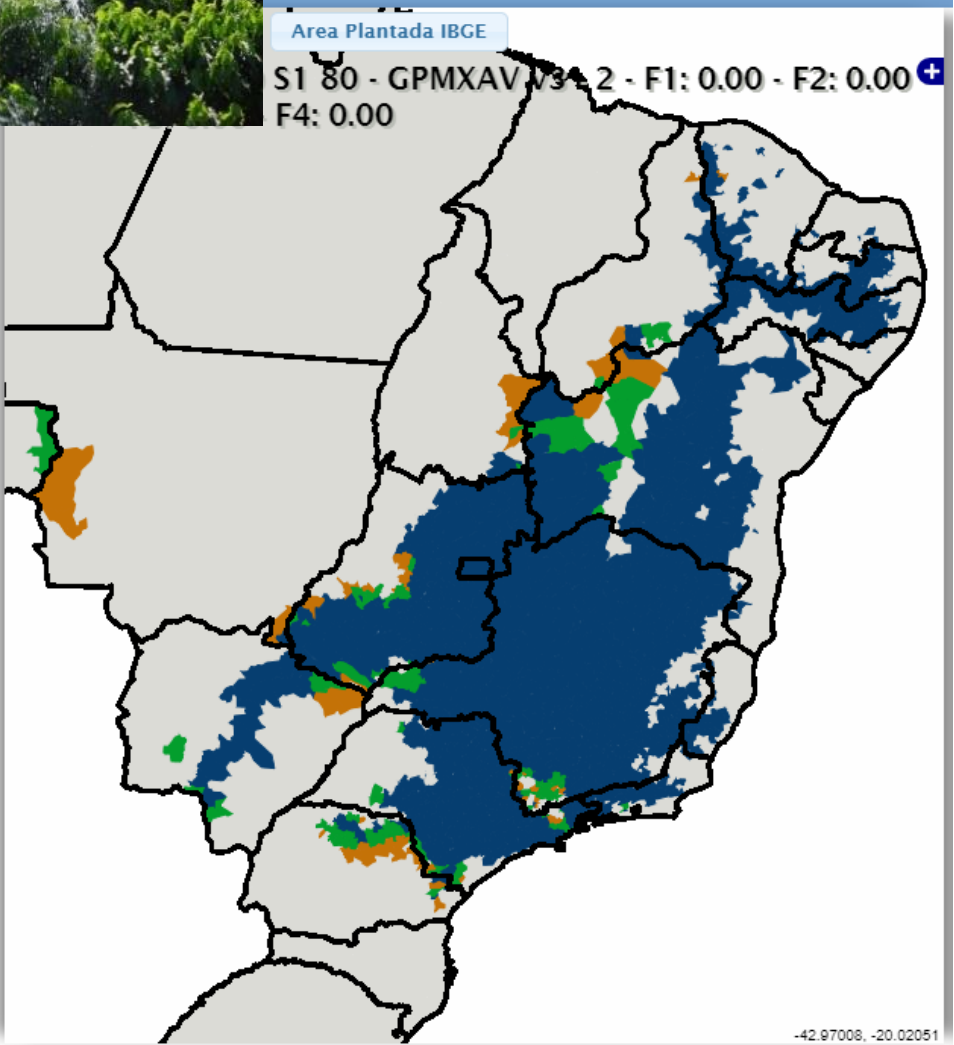 Area Plantada IBGE
S1 80 - GPMXAV V31 2 - F1: 0.00 - F2: 0.00
F4: 0.00
-42.97008, -20.02051